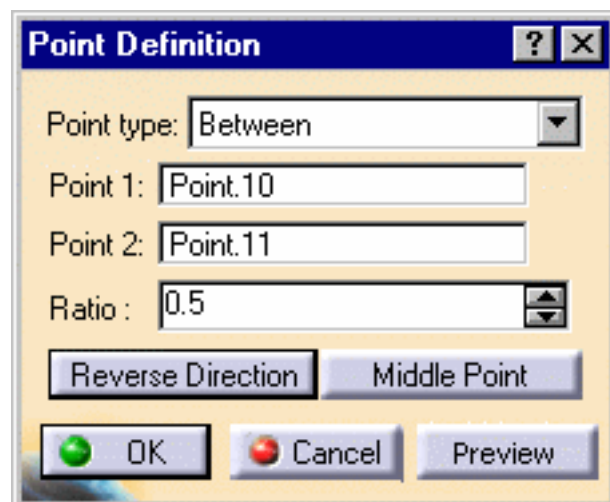 Point Definition ? X
Point type: Between
Point 1: Point.10
Point 2: Point.11
Ratio : 0.5
Reverse Direction Middle Point
OK Cancel Preview